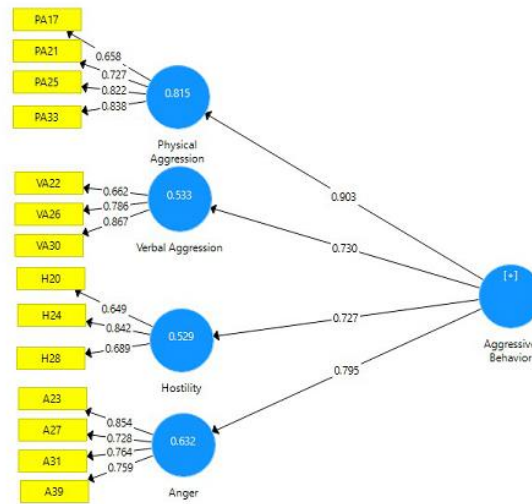 PA17
PA21
PA25
PA33
0.658
0.727
0.822
0.838
0.815
Physical
Aggression
VA22
VA26
VA30
0.662
0.786
0.867
0.533
Verbal Aggression
H20
H24
H28
0.649
0.842
0.689
0.529
Hostility
A23
A27
A31
A39
0.854
0.728
0.764
0.759
0.632
Anger
0.903
0.730
0.727
0.795
[+]
Aggressive
Behavior